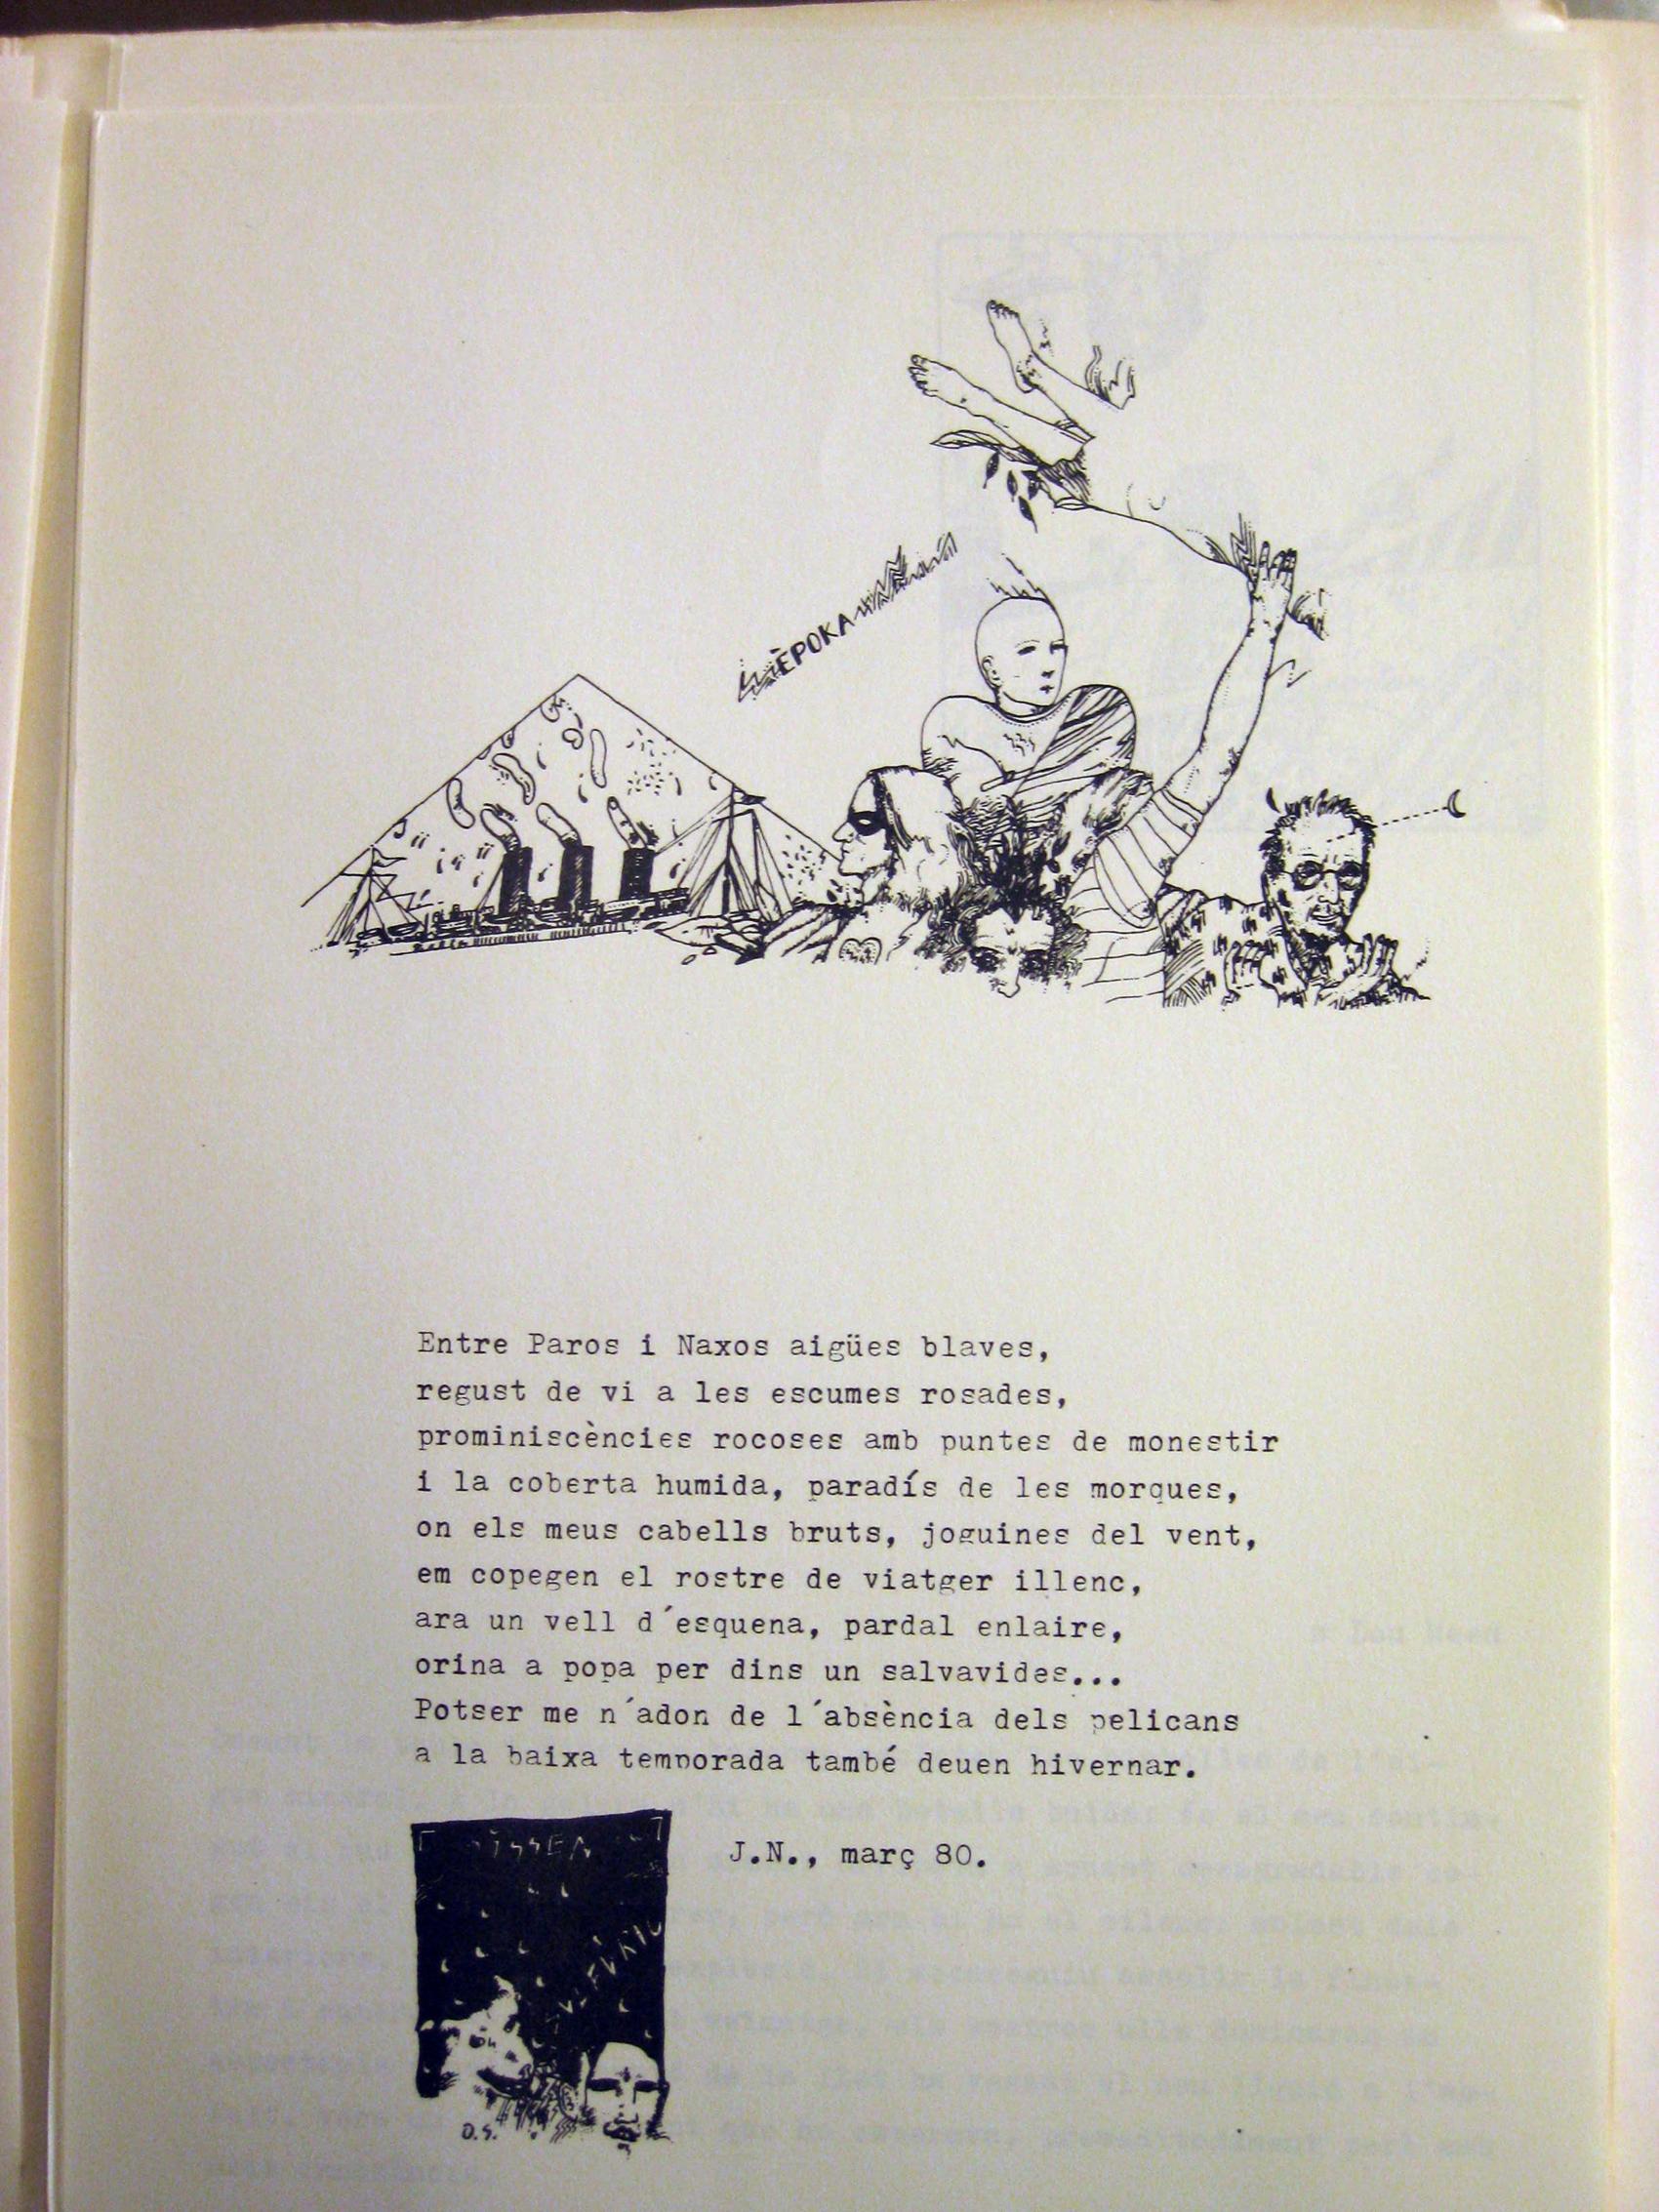 ÈPOKA
Entre Paros i Naxos aigües blaves,
regust de vi a les escumes rosades,
prominiscències rocoses amb puntes de monestir
i la coberta humida, paradís de les morques,
on els meus cabells bruts, joguines del vent,
em copegen el rostre de viatger illenc,
ara un vell d´esquena, pardal enlaire,
orina a popa per dins un salvavides...
Potser me n´adon de l´absència dels pelicans
a la baixa temporada també deuen hivernar.
J.N., març 80.
D.S.